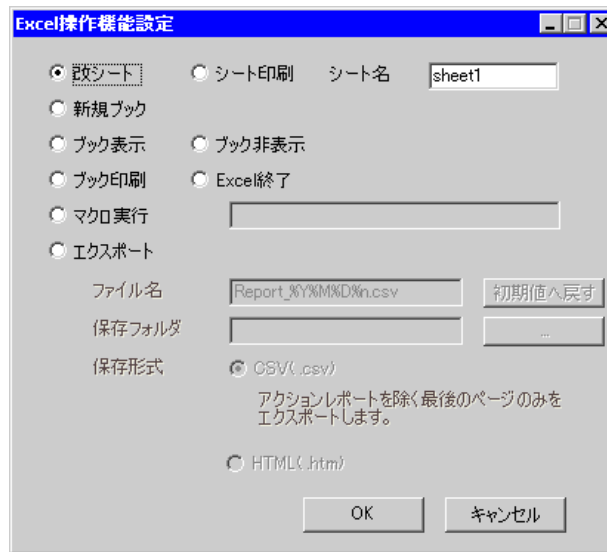 Excel操作機能設定
改シート シート印刷 シート名 sheet1
新規ブック
ブック表示 ブック非表示
ブック印刷 Excel終了
マクロ実行
エクスポート
ファイル名 Report_%Y%M%D%n.csv 初期値へ戻す
保存フォルダ ...
保存形式 CSV(.csv)
アクションレポートを除く最後のページのみを
エクスポートします。
HTML(.htm)
OK キャンセル